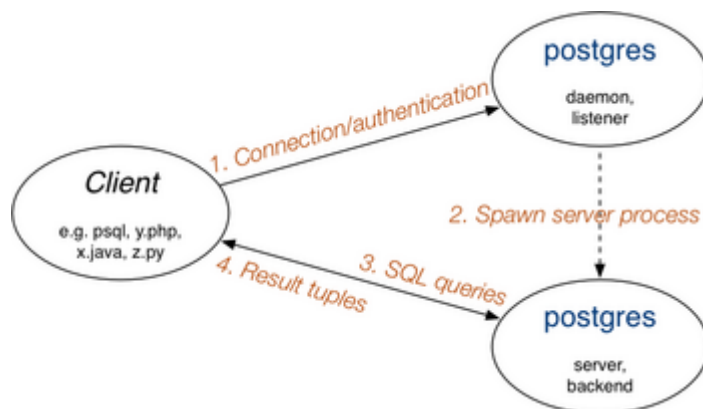 postgres
daemon,
listener
1. Connection/authentication
Client
e.g. psql, y.php,
x.java, z.py
2. Spawn server process
3. SQL queries
4. Result tuples
postgres
server,
backend